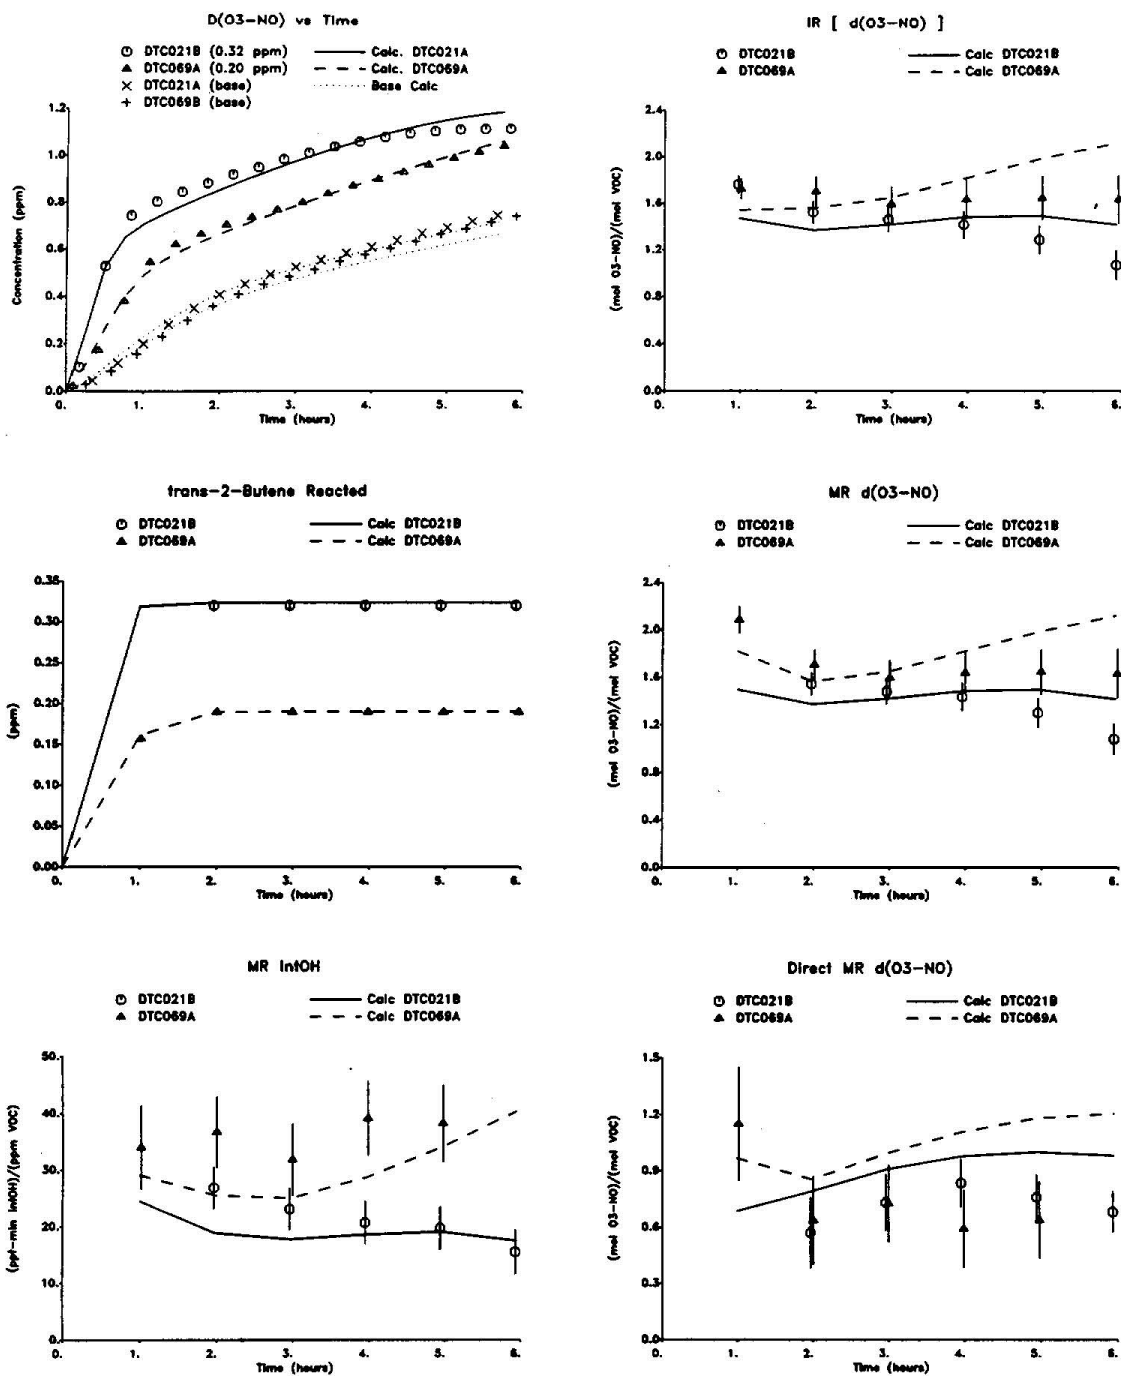 D(O3-NO) vs Time
DTC021B (0.32 ppm) Calc. DTC021A
DTC069A (0.20 ppm) Calc. DTC069A
DTC021A (base) Base Calc
DTC069B (base)
Concentration (ppm)
1.2
1.0
0.8
0.6
0.4
0.2
0.0
0. 1. 2. 3. 4. 5. 6.
Time (hours)
IR [ d(O3-NO) ]
DTC021B Calc DTC021B
DTC069A Calc DTC069A
(mol O3-NO)/(mol VOC)
2.4
2.0
1.6
1.2
0.8
0.4
0.0
0. 1. 2. 3. 4. 5. 6.
Time (hours)
trans-2-Butene Reacted
DTC021B Calc DTC021B
DTC069A Calc DTC069A
(ppm)
0.35
0.30
0.25
0.20
0.15
0.10
0.05
0.00
0. 1. 2. 3. 4. 5. 6.
Time (hours)
MR d(O3-NO)
DTC021B Calc DTC021B
DTC069A Calc DTC069A
(mol O3-NO)/(mol VOC)
2.4
2.0
1.6
1.2
0.8
0.4
0.0
0. 1. 2. 3. 4. 5. 6.
Time (hours)
MR IntOH
DTC021B Calc DTC021B
DTC069A Calc DTC069A
(ppt-min IntOH)/(ppm VOC)
50.
40.
30.
20.
10.
0.
0. 1. 2. 3. 4. 5. 6.
Time (hours)
Direct MR d(O3-NO)
DTC021B Calc DTC021B
DTC069A Calc DTC069A
(mol O3-NO)/(mol VOC)
1.5
1.2
0.9
0.6
0.3
0.0
0. 1. 2. 3. 4. 5. 6.
Time (hours)